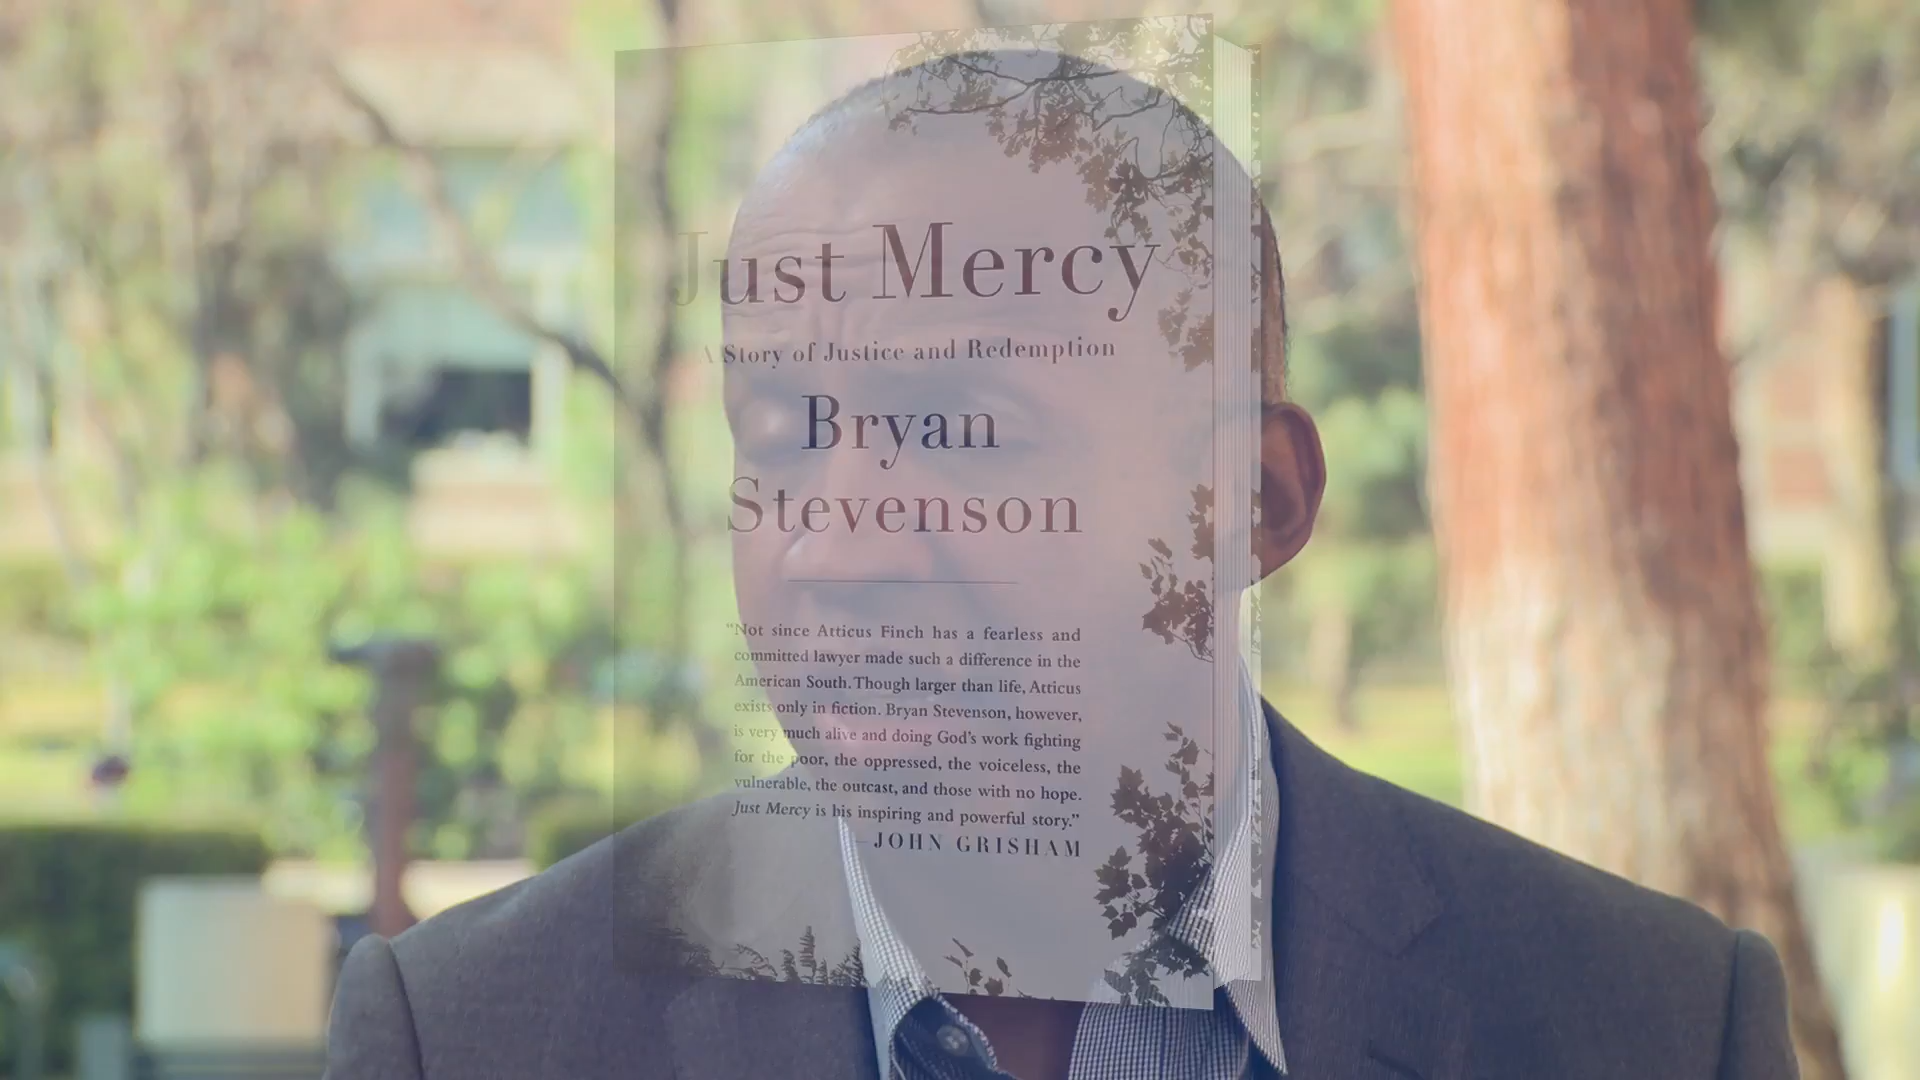 Just Mercy
A Story of Justice and Redemption
Bryan
Stevenson
“Not since Atticus Finch has a fearless and
committed lawyer made such a difference in the
American South. Though larger than life, Atticus
exists only in fiction. Bryan Stevenson, however,
is very much alive and doing God’s work fighting
for the poor, the oppressed, the voiceless, the
vulnerable, the outcast, and those with no hope.
Just Mercy is his inspiring and powerful story.”
—JOHN GRISHAM